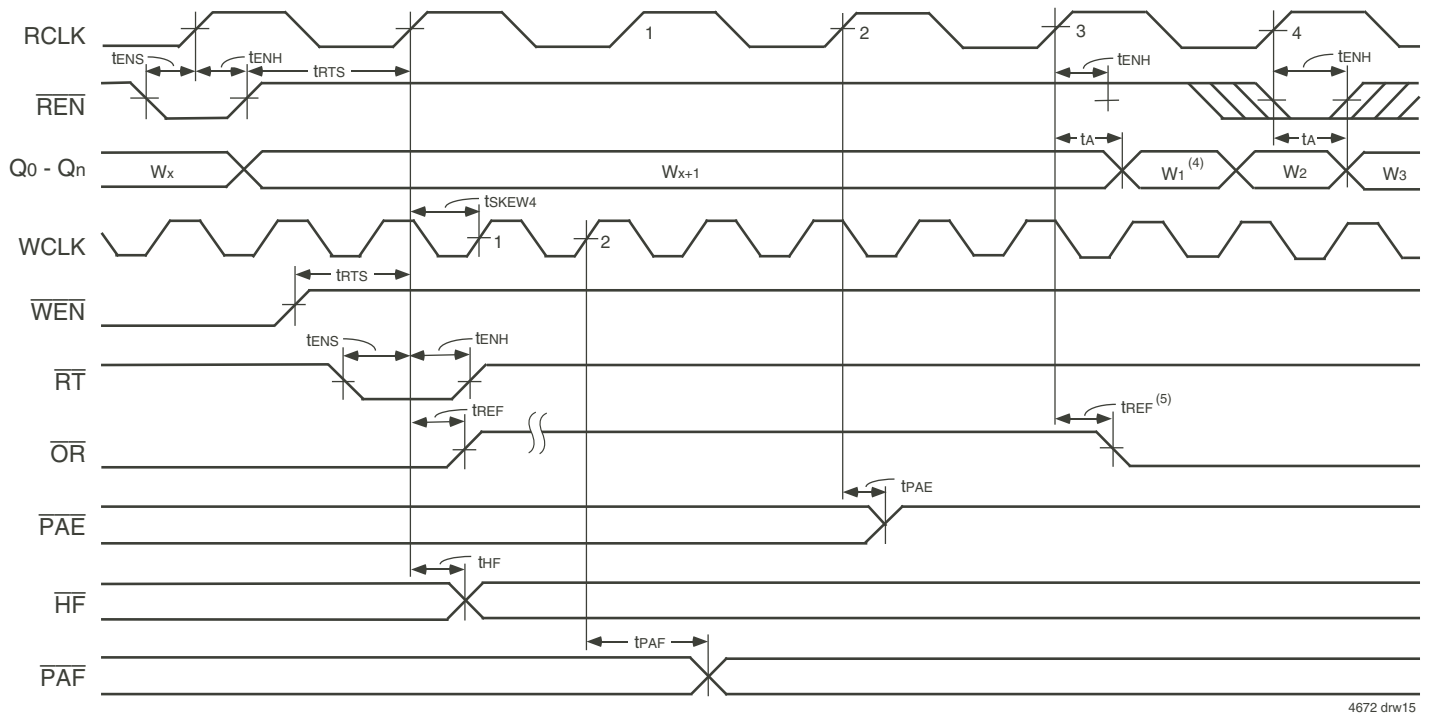 RCLK 1 2 3 4
tENS tENH tRTS tENH tENH
REN
tA tA
Q0 - Qn Wx Wx+1 W1 (4) W2 W3
tSKEW4
WCLK 1 2
tRTS
WEN
tENS tENH
RT
tREF tREF (5)
OR
tPAE
PAE
tHF
HF
tPAF
PAF
4672 drw15